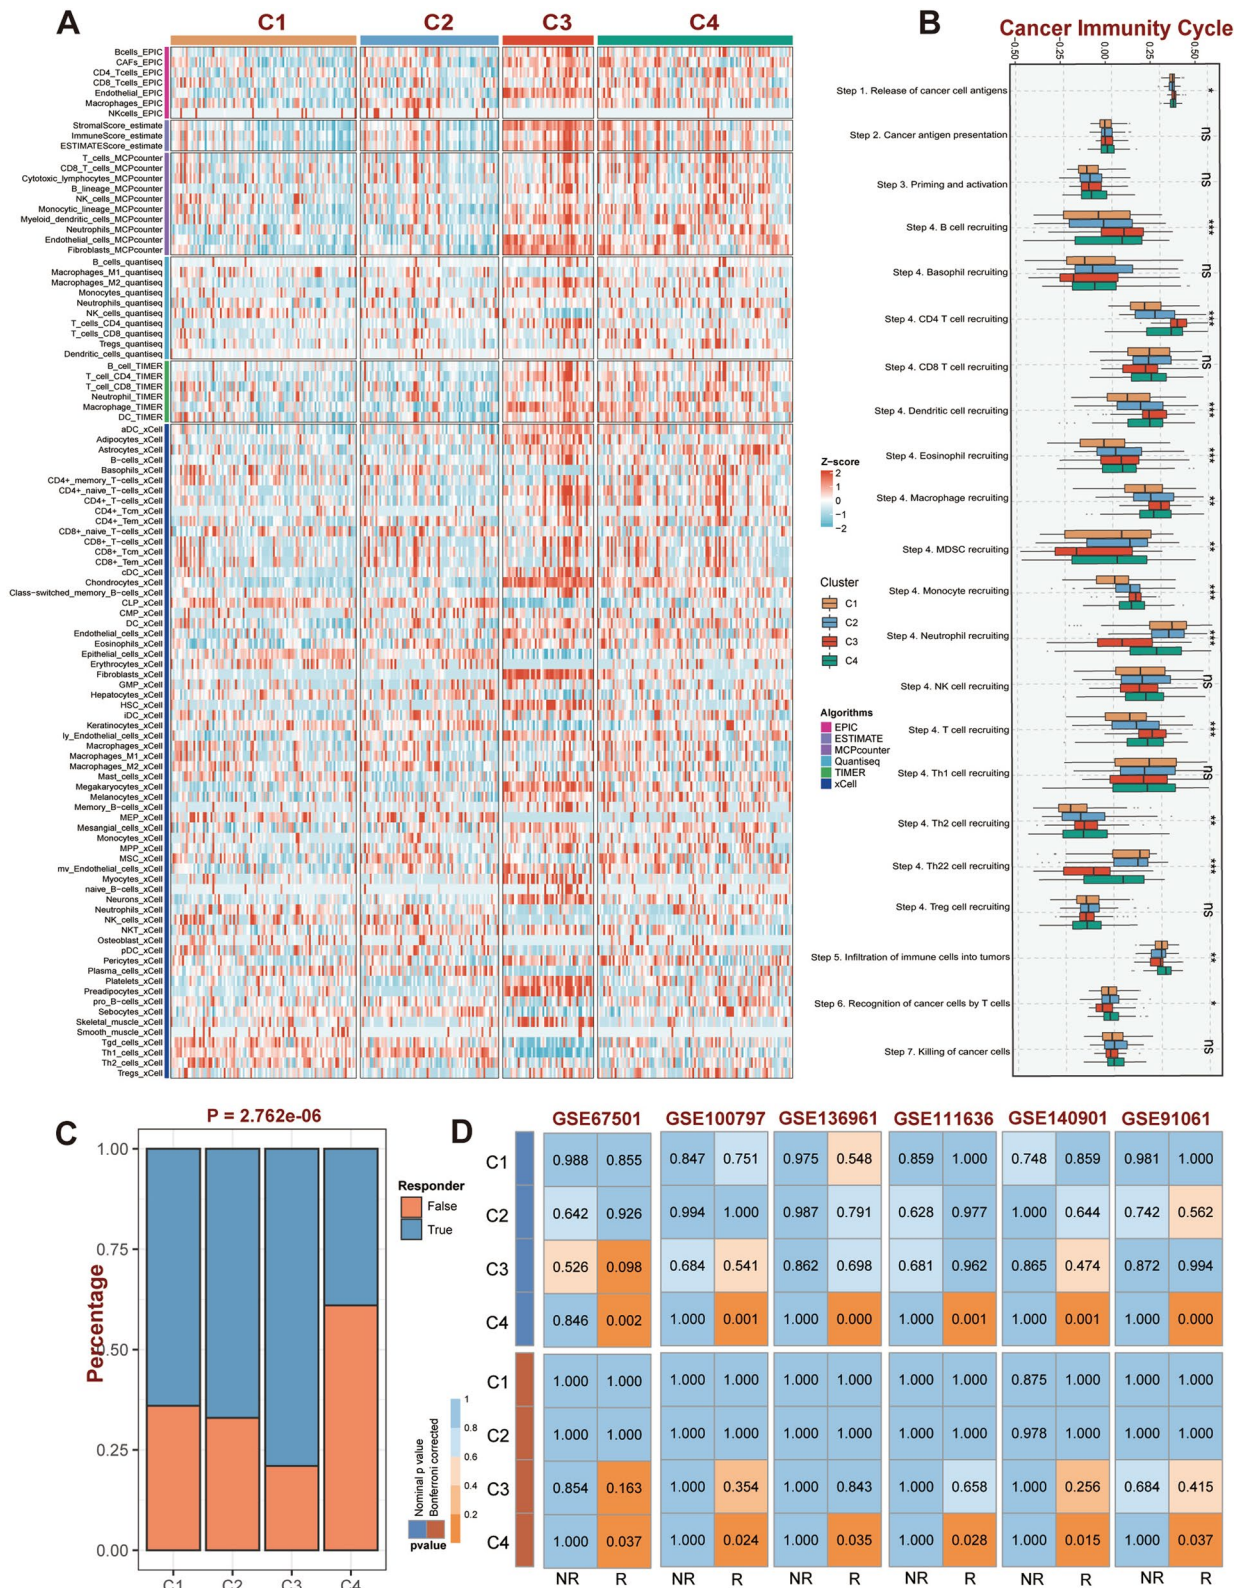 A
C1 C2 C3 C4
Bcells_EPIC
CAFs_EPIC
CD4_Tcells_EPIC
CD8_Tcells_EPIC
Endothelial_EPIC
Macrophages_EPIC
NKcells_EPIC
StromalScore_estimate
ImmuneScore_estimate
ESTIMATEScore_estimate
T_cells_MCPcounter
CD8_T_cells_MCPcounter
Cytotoxic_lymphocytes_MCPcounter
B_lineage_MCPcounter
NK_cells_MCPcounter
Monocytic_lineage_MCPcounter
Myeloid_dendritic_cells_MCPcounter
Neutrophils_MCPcounter
Endothelial_cells_MCPcounter
Fibroblasts_MCPcounter
B_cells_quantiseq
Macrophages_M1_quantiseq
Macrophages_M2_quantiseq
Monocytes_quantiseq
Neutrophils_quantiseq
NK_cells_quantiseq
T_cells_CD4_quantiseq
T_cells_CD8_quantiseq
Tregs_quantiseq
Dendritic_cells_quantiseq
B_cell_TIMER
T_cell_CD4_TIMER
T_cell_CD8_TIMER
Neutrophil_TIMER
Macrophage_TIMER
DC_TIMER
aDC_xCell
Adipocytes_xCell
Astrocytes_xCell
B-cells_xCell
Basophils_xCell
CD4+_memory_T-cells_xCell
CD4+_naive_T-cells_xCell
CD4+_T-cells_xCell
CD4+_Tcm_xCell
CD4+_Tem_xCell
CD8+_naive_T-cells_xCell
CD8+_T-cells_xCell
CD8+_Tcm_xCell
CD8+_Tem_xCell
cDC_xCell
Chondrocytes_xCell
Class-switched_memory_B-cells_xCell
CLP_xCell
CMP_xCell
DC_xCell
Endothelial_cells_xCell
Eosinophils_xCell
Epithelial_cells_xCell
Erythrocytes_xCell
Fibroblasts_xCell
GMP_xCell
Hepatocytes_xCell
HSC_xCell
iDC_xCell
Keratinocytes_xCell
ly_Endothelial_cells_xCell
Macrophages_xCell
Macrophages_M1_xCell
Macrophages_M2_xCell
Mast_cells_xCell
Megakaryocytes_xCell
Melanocytes_xCell
Memory_B-cells_xCell
MEP_xCell
Mesangial_cells_xCell
Monocytes_xCell
MPP_xCell
MSC_xCell
mv_Endothelial_cells_xCell
Myocytes_xCell
naive_B-cells_xCell
Neurons_xCell
Neutrophils_xCell
NK_cells_xCell
NKT_xCell
Osteoblast_xCell
pDC_xCell
Pericytes_xCell
Plasma_cells_xCell
Platelets_xCell
Preadipocytes_xCell
pro_B-cells_xCell
Sebocytes_xCell
Skeletal_muscle_xCell
Smooth_muscle_xCell
Tgd_cells_xCell
Th1_cells_xCell
Th2_cells_xCell
Tregs_xCell
Z-score
2
1
0
-1
-2
Cluster
C1
C2
C3
C4
Algorithms
EPIC
ESTIMATE
MCPcounter
Quantiseq
TIMER
xCell
B
Cancer Immunity Cycle
-0.50 -0.25 0.00 0.25 0.50
Step 1. Release of cancer cell antigens *
Step 2. Cancer antigen presentation ns
Step 3. Priming and activation ns
Step 4. B cell recruiting ***
Step 4. Basophil recruiting ns
Step 4. CD4 T cell recruiting ****
Step 4. CD8 T cell recruiting ns
Step 4. Dendritic cell recruiting ***
Step 4. Eosinophil recruiting ***
Step 4. Macrophage recruiting **
Step 4. MDSC recruiting **
Step 4. Monocyte recruiting ***
Step 4. Neutrophil recruiting ****
Step 4. NK cell recruiting ns
Step 4. T cell recruiting ***
Step 4. Th1 cell recruiting ns
Step 4. Th2 cell recruiting **
Step 4. Th22 cell recruiting ***
Step 4. Treg cell recruiting ns
Step 5. Infiltration of immune cells into tumors **
Step 6. Recognition of cancer cells by T cells *
Step 7. Killing of cancer cells ns
C
P = 2.762e-06
Percentage
1.00
0.75
0.50
0.25
0.00
C1 C2 C3 C4
Responder
False
True
D
GSE67501 GSE100797 GSE136961 GSE111636 GSE140901 GSE91061
C1 0.988 0.855 0.847 0.751 0.975 0.548 0.859 1.000 0.748 0.859 0.981 1.000
C2 0.642 0.926 0.994 1.000 0.987 0.791 0.628 0.977 1.000 0.644 0.742 0.562
C3 0.526 0.098 0.684 0.541 0.862 0.698 0.681 0.962 0.865 0.474 0.872 0.994
C4 0.846 0.002 1.000 0.001 1.000 0.000 1.000 0.001 1.000 0.001 1.000 0.000
C1 1.000 1.000 1.000 1.000 1.000 1.000 1.000 1.000 0.875 1.000 1.000 1.000
C2 1.000 1.000 1.000 1.000 1.000 1.000 1.000 1.000 0.978 1.000 1.000 1.000
C3 0.854 0.163 1.000 0.354 1.000 0.843 1.000 0.658 1.000 0.256 0.684 0.415
C4 1.000 0.037 1.000 0.024 1.000 0.035 1.000 0.028 1.000 0.015 1.000 0.037
NR R NR R NR R NR R NR R NR R
Nominal p value
Bonferroni corrected
pvalue
1
0.8
0.6
0.4
0.2